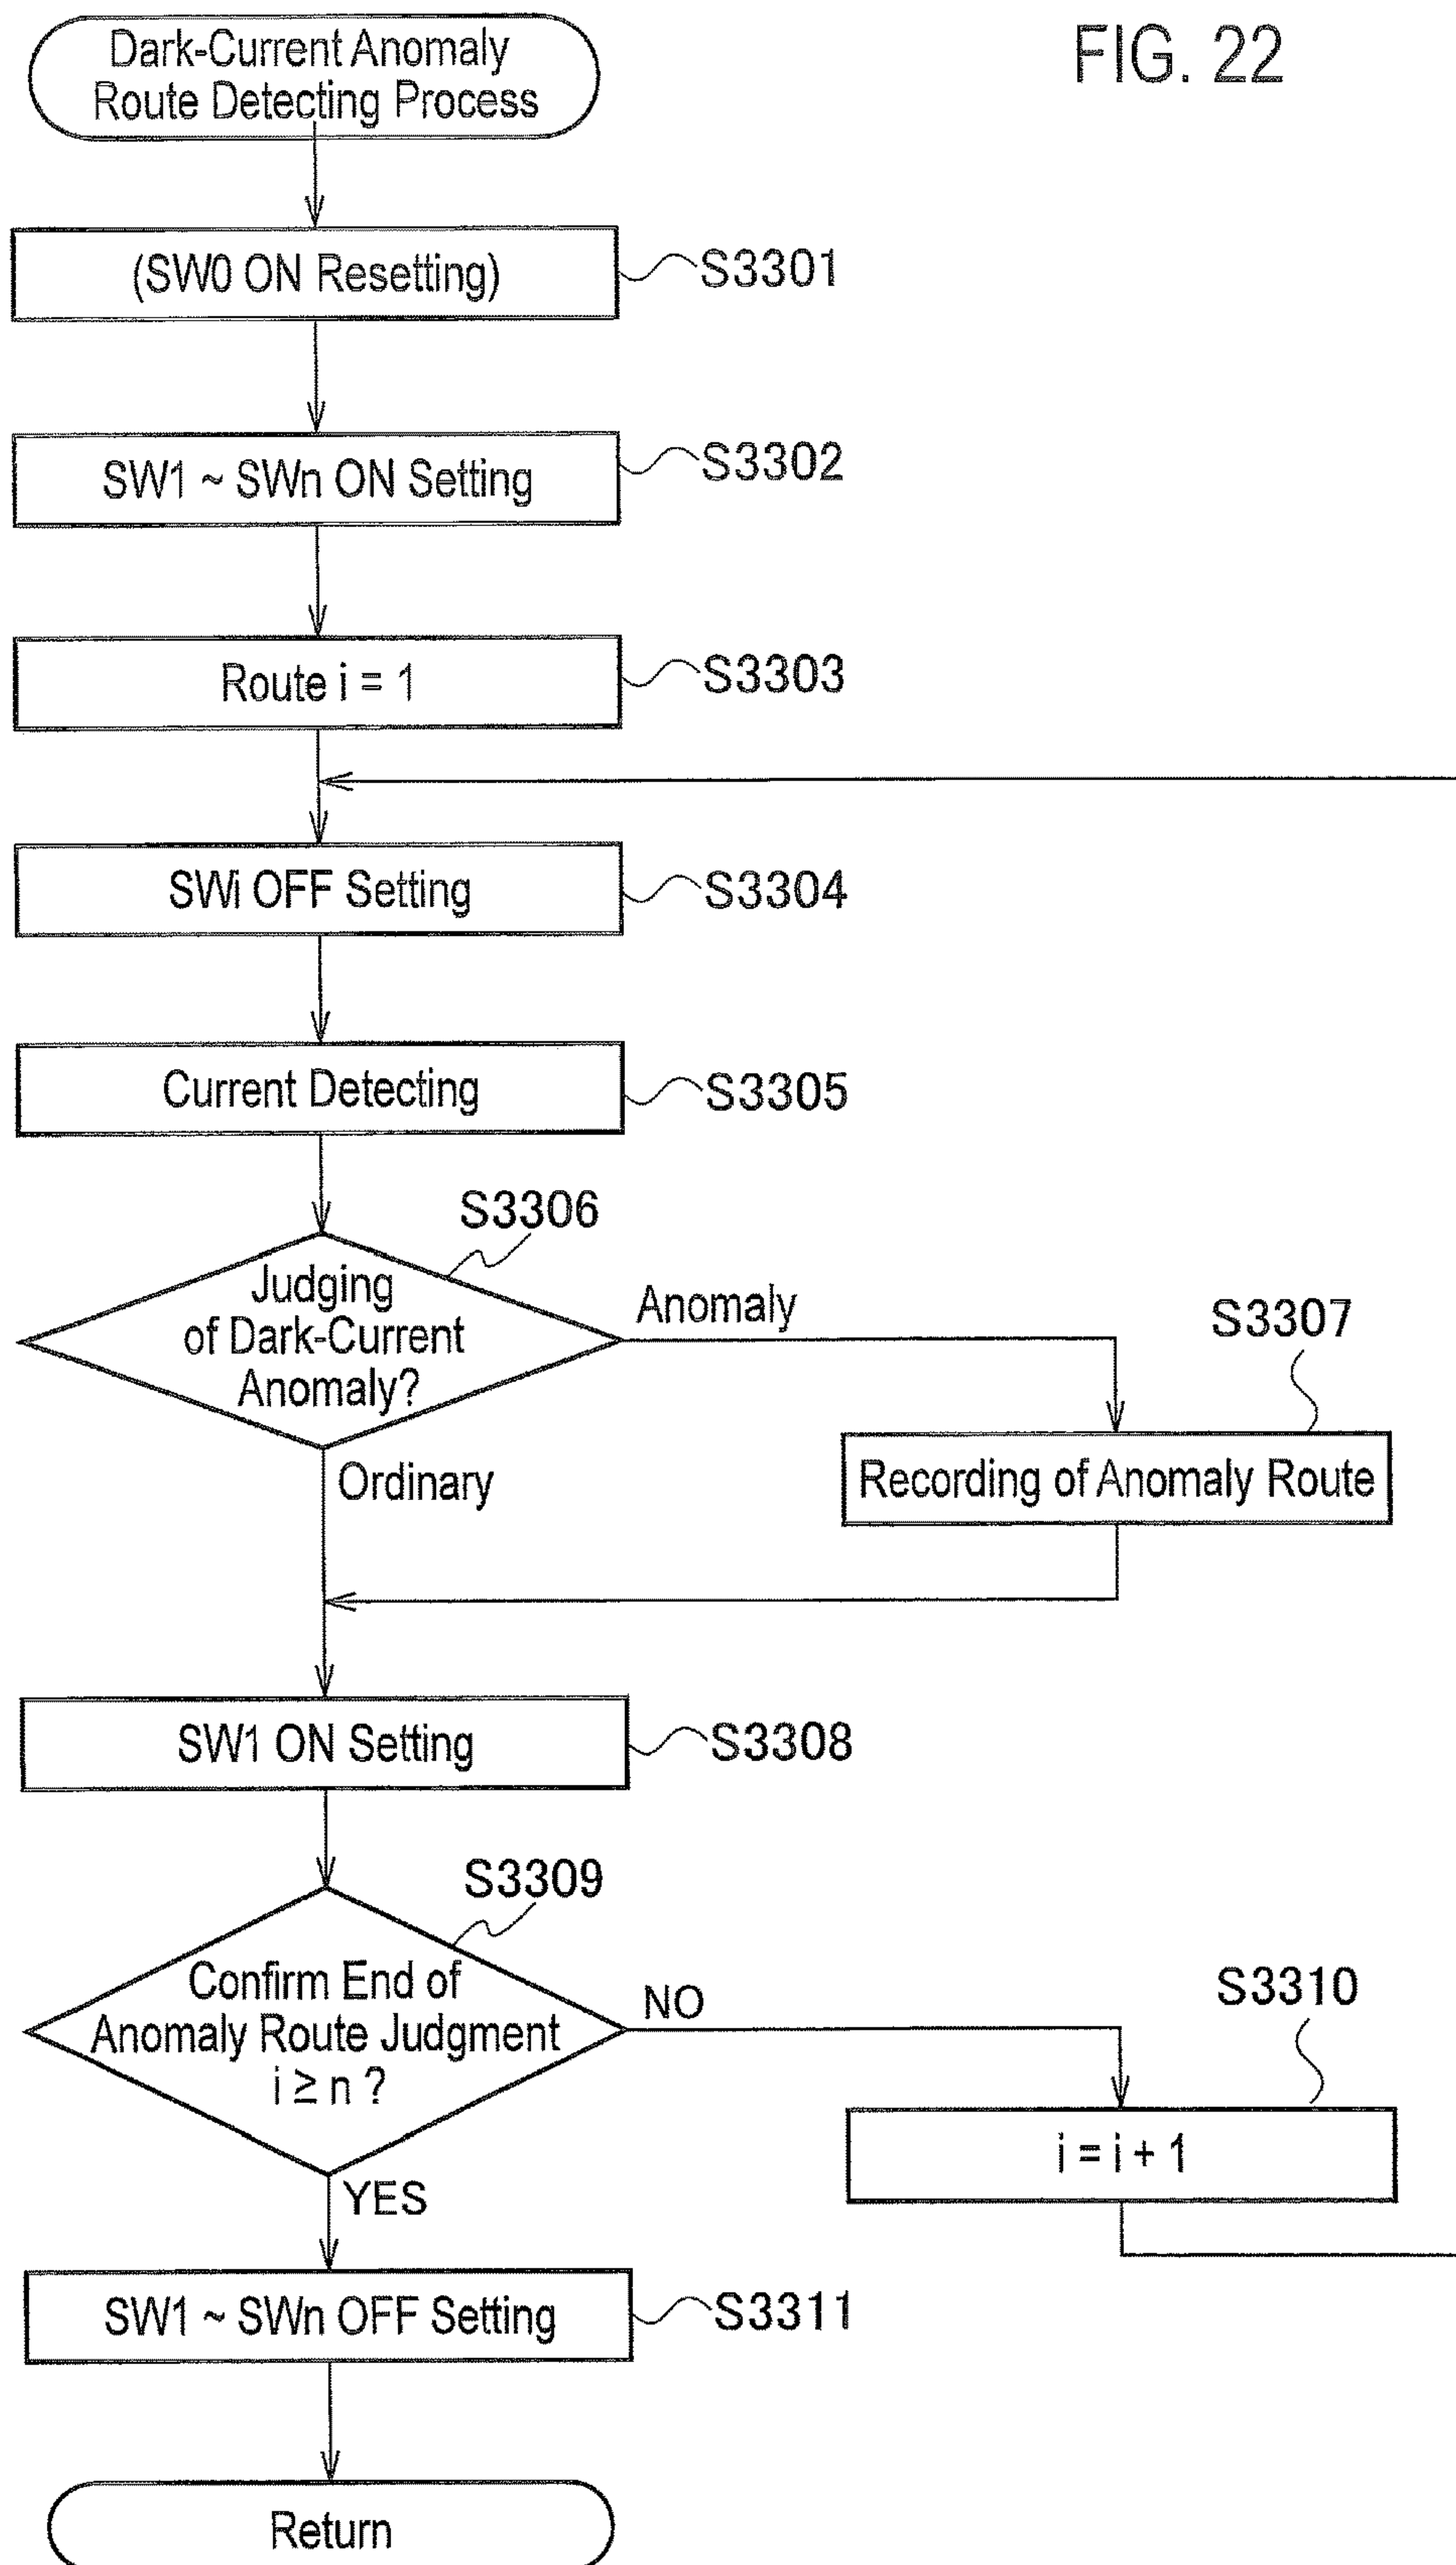 FIG. 22
Dark-Current Anomaly
Route Detecting Process
(SW0 ON Resetting)
S3301
SW1 ~ SWn ON Setting
S3302
Route i = 1
S3303
SWi OFF Setting
S3304
Current Detecting
S3305
S3306
Judging
of Dark-Current
Anomaly?
Anomaly
Ordinary
S3307
Recording of Anomaly Route
SW1 ON Setting
S3308
S3309
Confirm End of
Anomaly Route Judgment
i ≥ n ?
NO
YES
S3310
i = i + 1
SW1 ~ SWn OFF Setting
S3311
Return